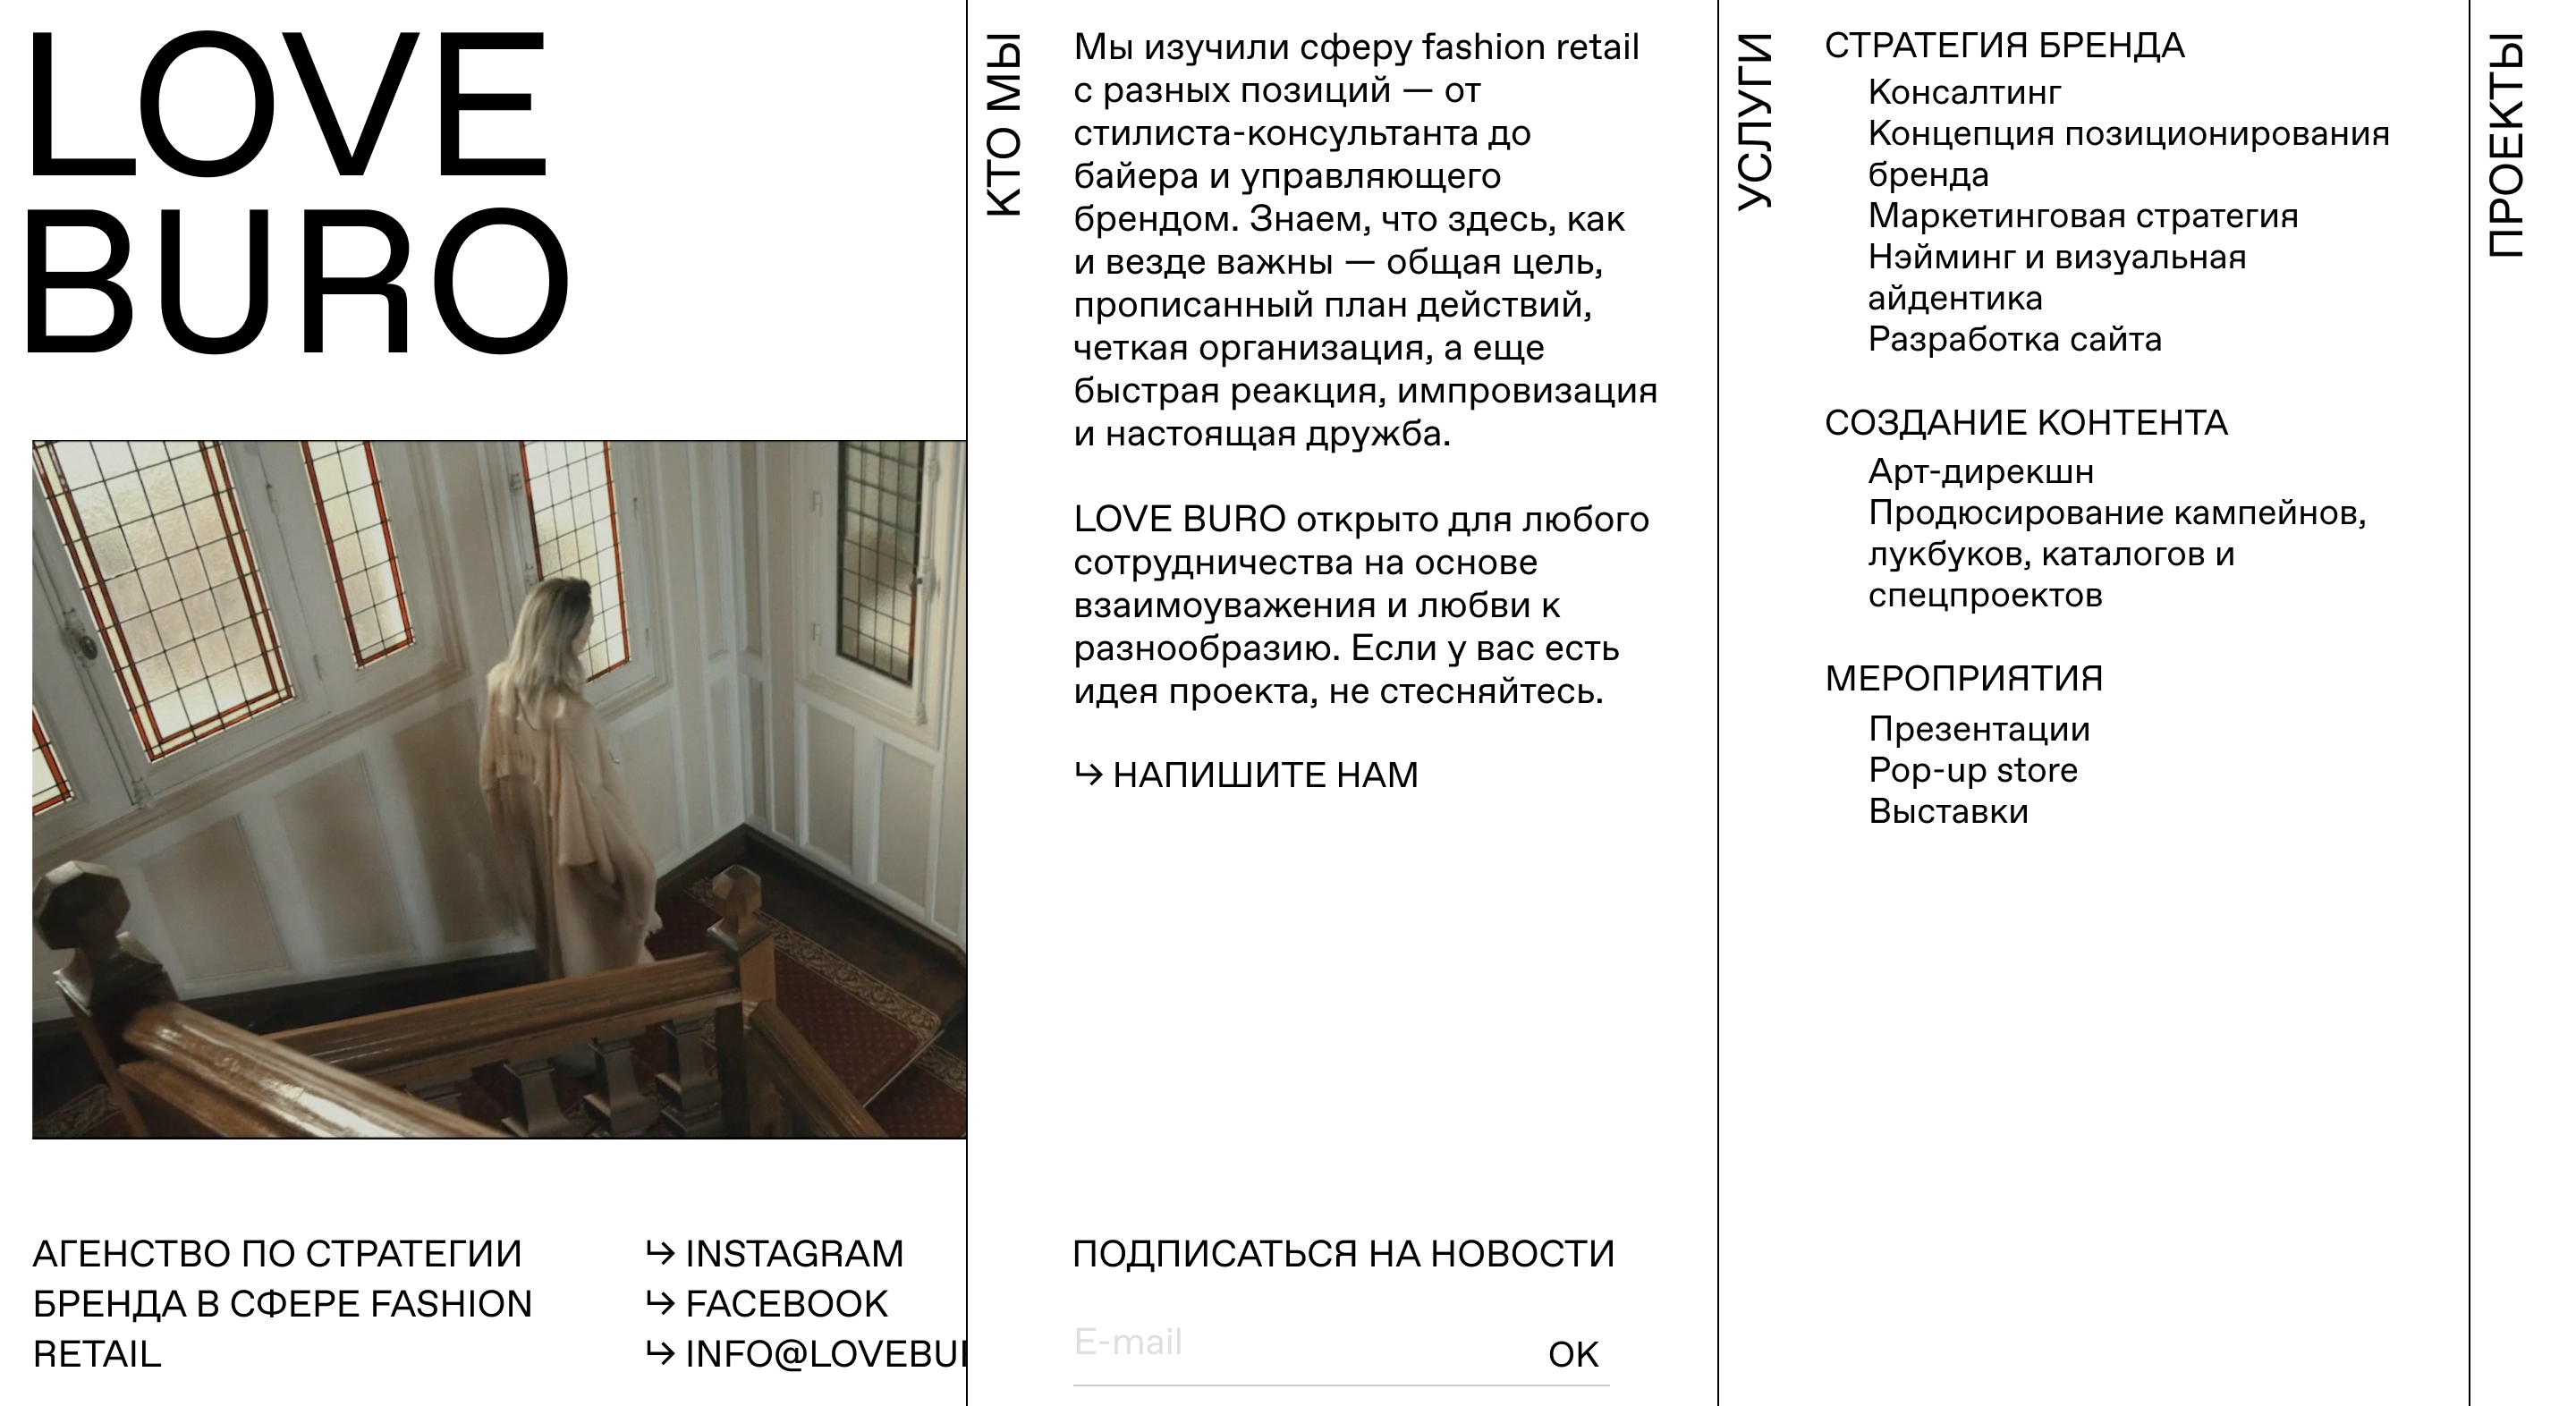 LOVE
BURO
АГЕНСТВО ПО СТРАТЕГИИ
БРЕНДА В СФЕРЕ FASHION
RETAIL
↳ INSTAGRAM
↳ FACEBOOK
↳ INFO@LOVEBU
КТО МЫ
Мы изучили сферу fashion retail
с разных позиций — от
стилиста-консультанта до
байера и управляющего
брендом. Знаем, что здесь, как
и везде важны — общая цель,
прописанный план действий,
четкая организация, а еще
быстрая реакция, импровизация
и настоящая дружба.
LOVE BURO открыто для любого
сотрудничества на основе
взаимоуважения и любви к
разнообразию. Если у вас есть
идея проекта, не стесняйтесь.
↳ НАПИШИТЕ НАМ
ПОДПИСАТЬСЯ НА НОВОСТИ
E-mail
OK
УСЛУГИ
СТРАТЕГИЯ БРЕНДА
Консалтинг
Концепция позиционирования
бренда
Маркетинговая стратегия
Нэйминг и визуальная
айдентика
Разработка сайта
СОЗДАНИЕ КОНТЕНТА
Арт-дирекшн
Продюсирование кампейнов,
лукбуков, каталогов и
спецпроектов
МЕРОПРИЯТИЯ
Презентации
Pop-up store
Выставки
ПРОЕКТЫ